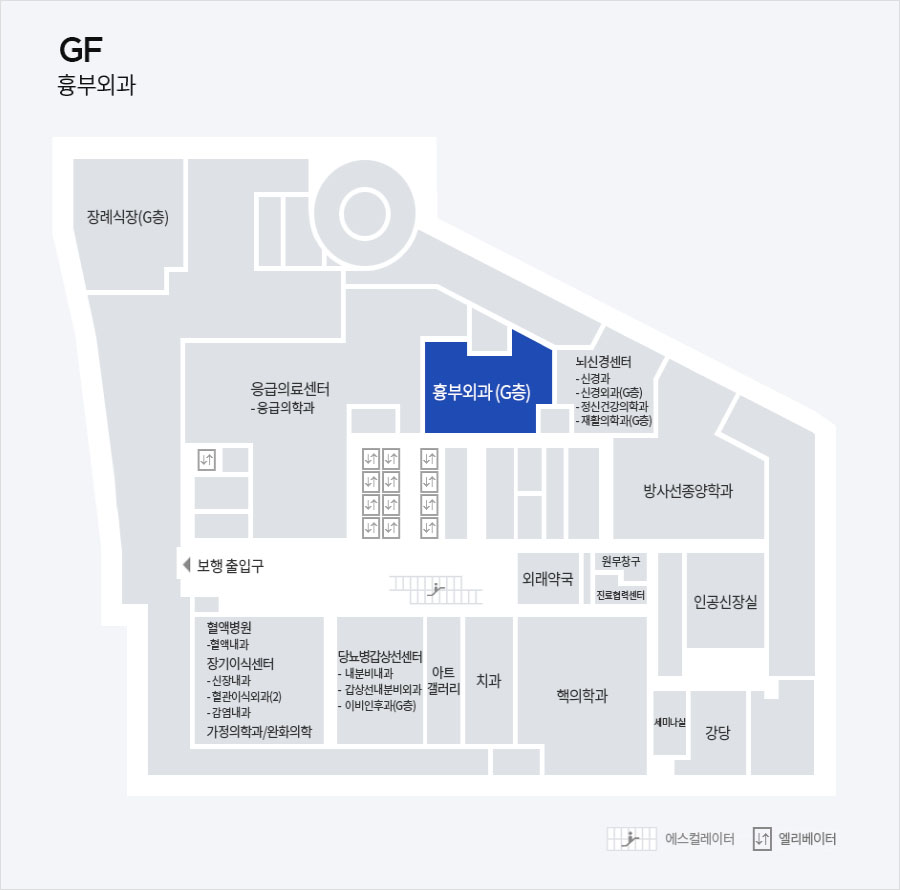 GF
흉부외과
장례식장(G층)
응급의료센터
- 응급의학과
흉부외과 (G층)
뇌신경센터
- 신경과
- 신경외과(G층)
- 정신건강의학과
- 재활의학과(G층)
방사선종양학과
보행 출입구
외래약국
원무창구
진료협력센터
인공신장실
혈액병원
-혈액내과
장기이식센터
- 신장내과
- 혈관이식외과(2)
- 감염내과
가정의학과/완화의학
당뇨병갑상선센터
- 내분비내과
- 갑상선내분비외과
- 이비인후과(G층)
아트
갤러리
치과
핵의학과
세미나실
강당
에스컬레이터
엘리베이터